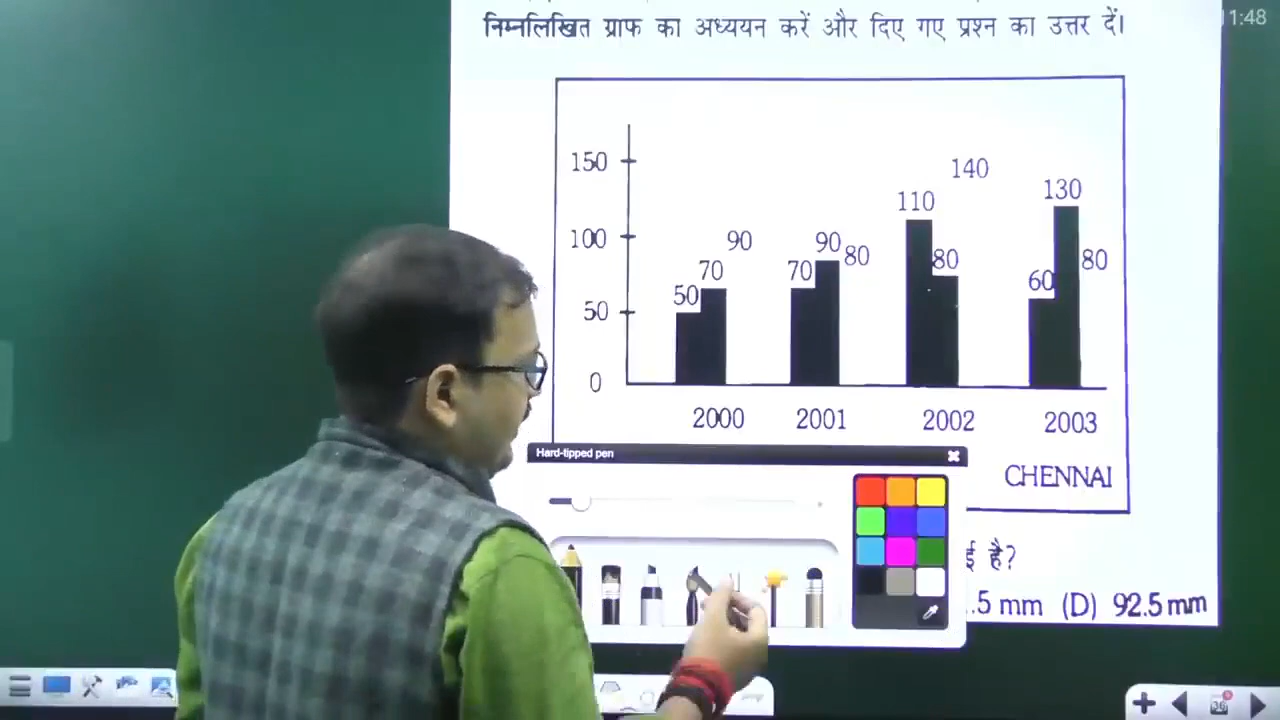 11:48
निम्नलिखित ग्राफ का अध्ययन करें और दिए गए प्रश्न का उत्तर दें।
150
100
50
0
50 70 90
70 90 80
110 80 140
60 130 80
2000 2001 2002 2003
Hard-tipped pen
CHENNAI
ई है?
.5 mm (D) 92.5 mm
36